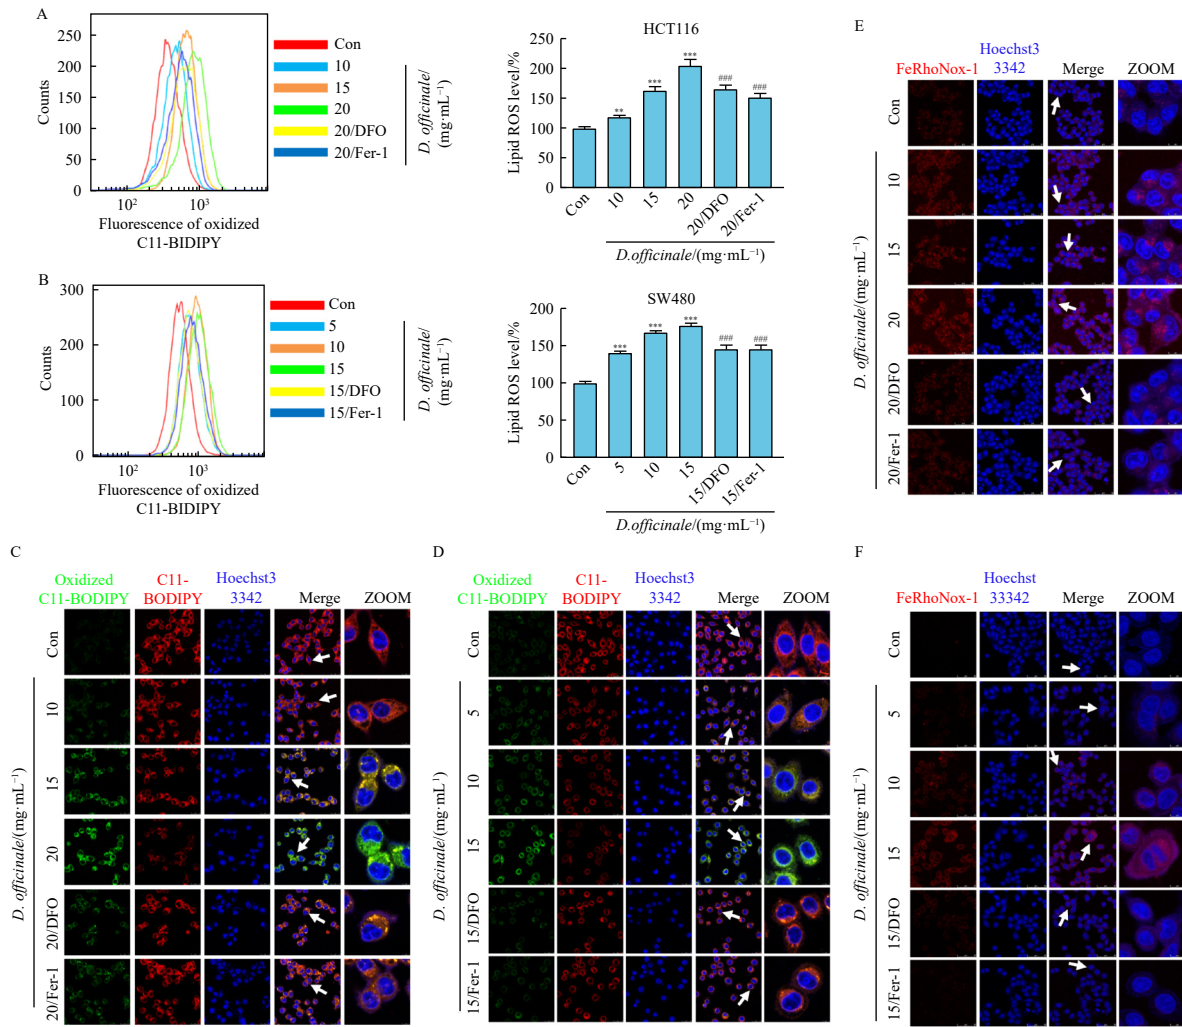 A
250
200
150
100
50
0
Counts
10²
10³
Fluorescence of oxidized
C11-BIDIPY
Con
10
15
20
20/DFO
20/Fer-1
D. officinale/
(mg·mL⁻¹)
HCT116
Lipid ROS level/%
250
200
150
100
50
0
**
***
***
###
###
Con
10
15
20
20/DFO
20/Fer-1
D.officinale/(mg·mL⁻¹)
B
300
200
300
0
Counts
10²
10³
Fluorescence of oxidized
C11-BIDIPY
Con
5
10
15
15/DFO
15/Fer-1
D. officinale/
(mg·mL⁻¹)
SW480
Lipid ROS level/%
200
150
100
50
0
***
***
***
###
###
Con
5
10
15
15/DFO
15/Fer-1
D.officinale/(mg·mL⁻¹)
C
Oxidized
C11-BODIPY
C11-
BODIPY
Hoechst3
3342
Merge
ZOOM
Con
10
15
20
20/DFO
20/Fer-1
D. officinale/(mg·mL⁻¹)
D
Oxidized
C11-BODIPY
C11-
BODIPY
Hoechst3
3342
Merge
ZOOM
Con
5
10
15
15/DFO
15/Fer-1
D. officinale/(mg·mL⁻¹)
E
FeRhoNox-1
Hoechst3
3342
Merge
ZOOM
Con
10
15
20
20/DFO
20/Fer-1
D. officinale/(mg·mL⁻¹)
F
FeRhoNox-1
Hoechst
33342
Merge
ZOOM
Con
5
10
15
15/DFO
15/Fer-1
D. officinale/(mg·mL⁻¹)